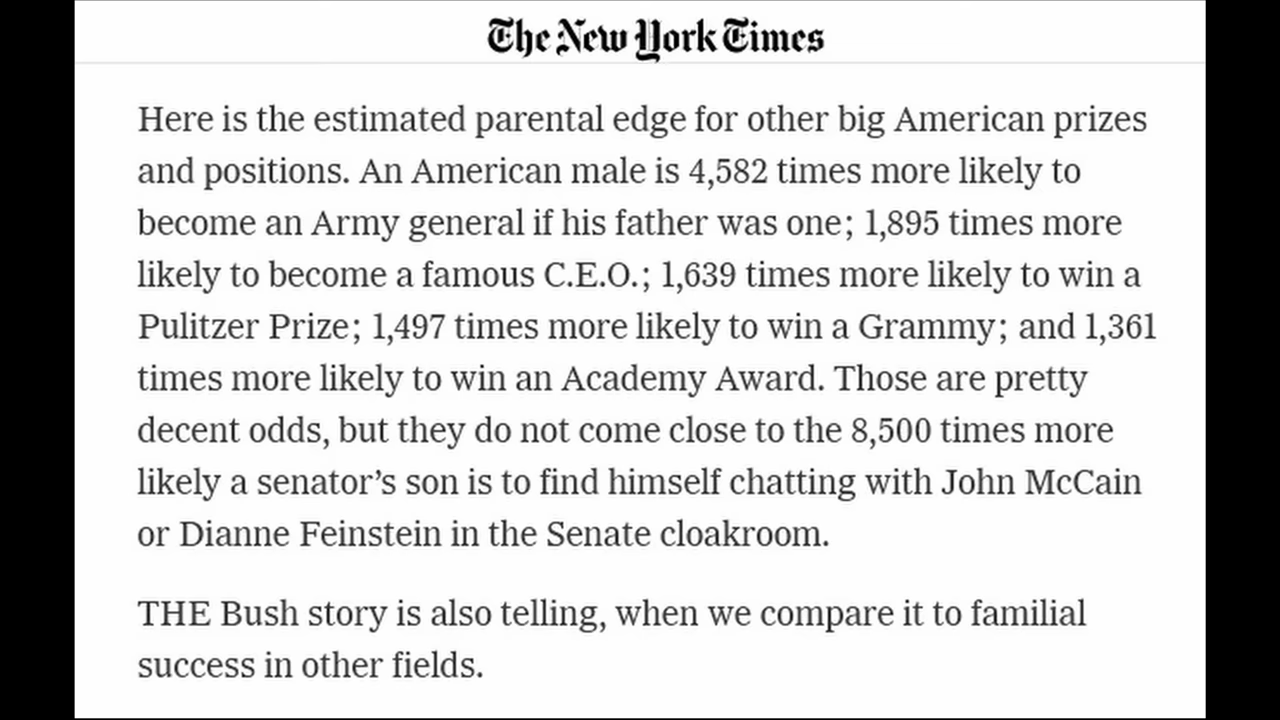 The New York Times
Here is the estimated parental edge for other big American prizes
and positions. An American male is 4,582 times more likely to
become an Army general if his father was one; 1,895 times more
likely to become a famous C.E.O.; 1,639 times more likely to win a
Pulitzer Prize; 1,497 times more likely to win a Grammy; and 1,361
times more likely to win an Academy Award. Those are pretty
decent odds, but they do not come close to the 8,500 times more
likely a senator’s son is to find himself chatting with John McCain
or Dianne Feinstein in the Senate cloakroom.
THE Bush story is also telling, when we compare it to familial
success in other fields.